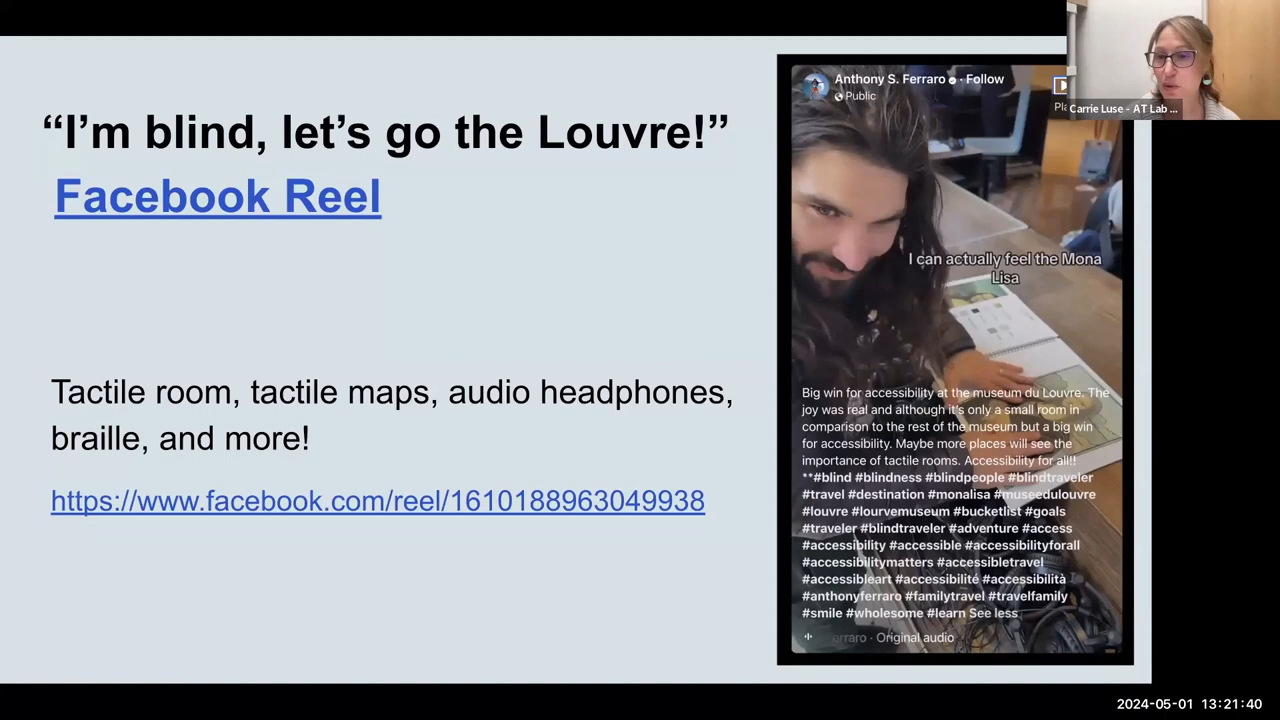 “I’m blind, let’s go the Louvre!”
Facebook Reel
Tactile room, tactile maps, audio headphones,
braille, and more!
https://www.facebook.com/reel/1610188963049938
Anthony S. Ferraro · Follow
Public
I can actually feel the Mona
Lisa
Big win for accessibility at the museum du Louvre. The
joy was real and although it’s only a small room in
comparison to the rest of the museum but a big win
for accessibility. Maybe more places will see the
importance of tactile rooms. Accessibility for all!!
**#blind #blindness #blindpeople #blindtraveler
#travel #destination #monalisa #museedulouvre
#louvre #lourvemuseum #bucketlist #goals
#traveler #blindtraveler #adventure #access
#accessibility #accessible #accessibilityforall
#accessibilitymatters #accessibletravel
#accessibleart #accessibilité #accessibilità
#anthonyferraro #familytravel #travelfamily
#smile #wholesome #learn See less
erraro · Original audio
Carrie Luse - AT Lab ...
2024-05-01 13:21:40